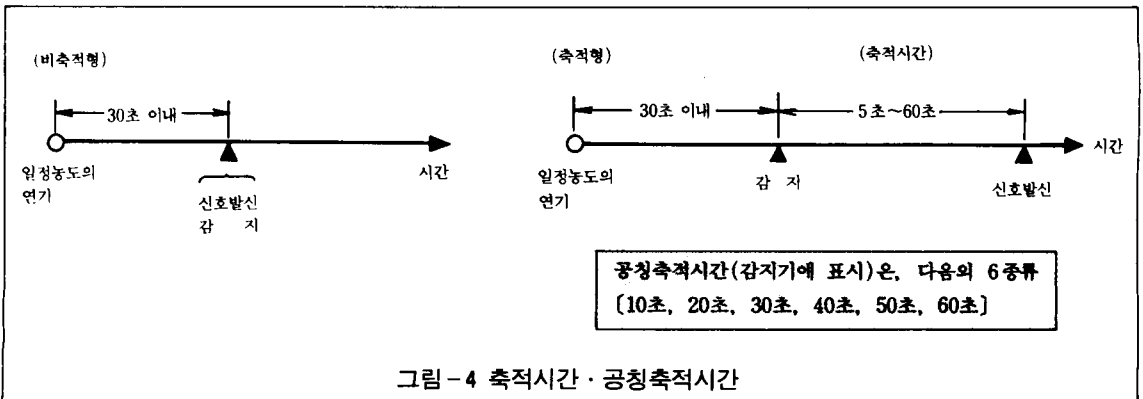 (비축적형)
30초 이내
일정농도의
연기
신호발신
감 지
시간
(축적형)
(축적시간)
30초 이내
5초~60초
일정농도의
연기
감 지
신호발신
시간
공칭축적시간(감지기에 표시)은, 다음의 6종류
〔10초, 20초, 30초, 40초, 50초, 60초〕
그림-4 축적시간·공칭축적시간